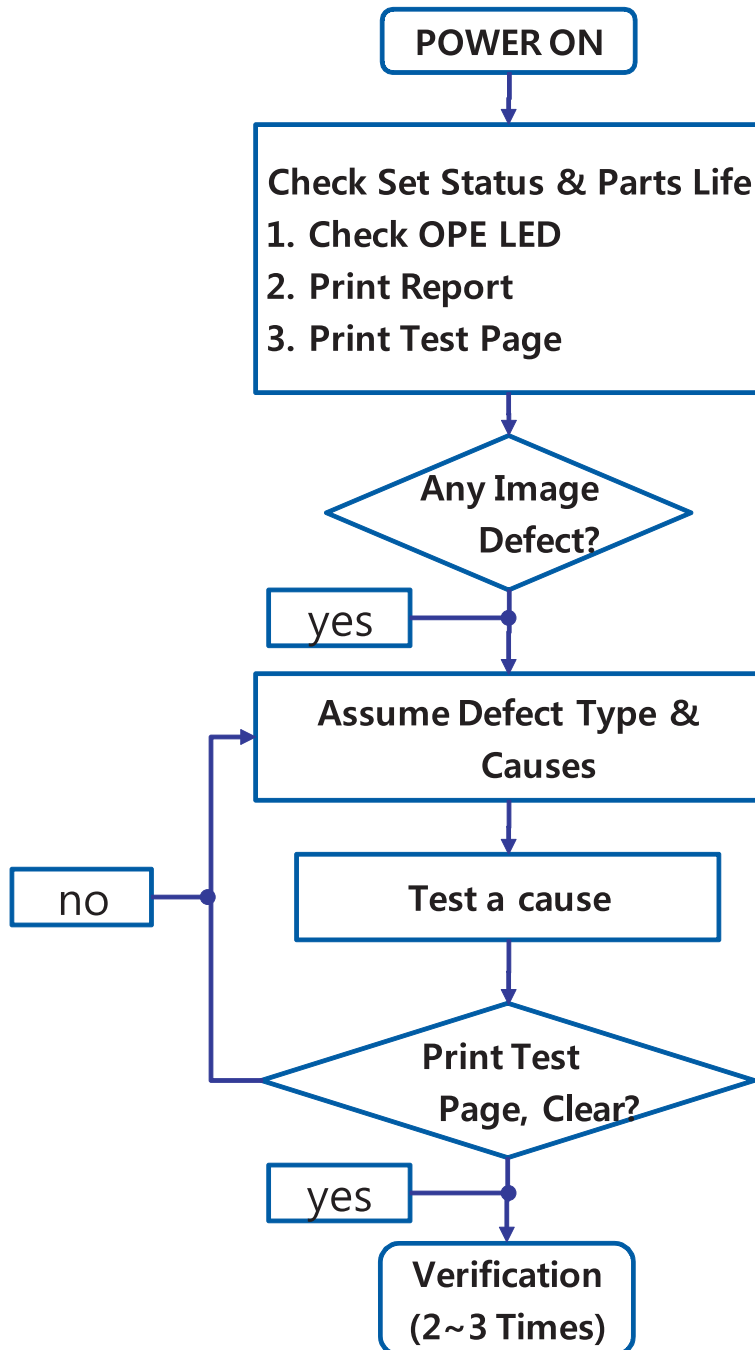 POWER ON
Check Set Status & Parts Life
1. Check OPE LED
2. Print Report
3. Print Test Page
Any Image
Defect?
yes
Assume Defect Type &
Causes
no
Test a cause
Print Test
Page, Clear?
yes
Verification
(2~3 Times)